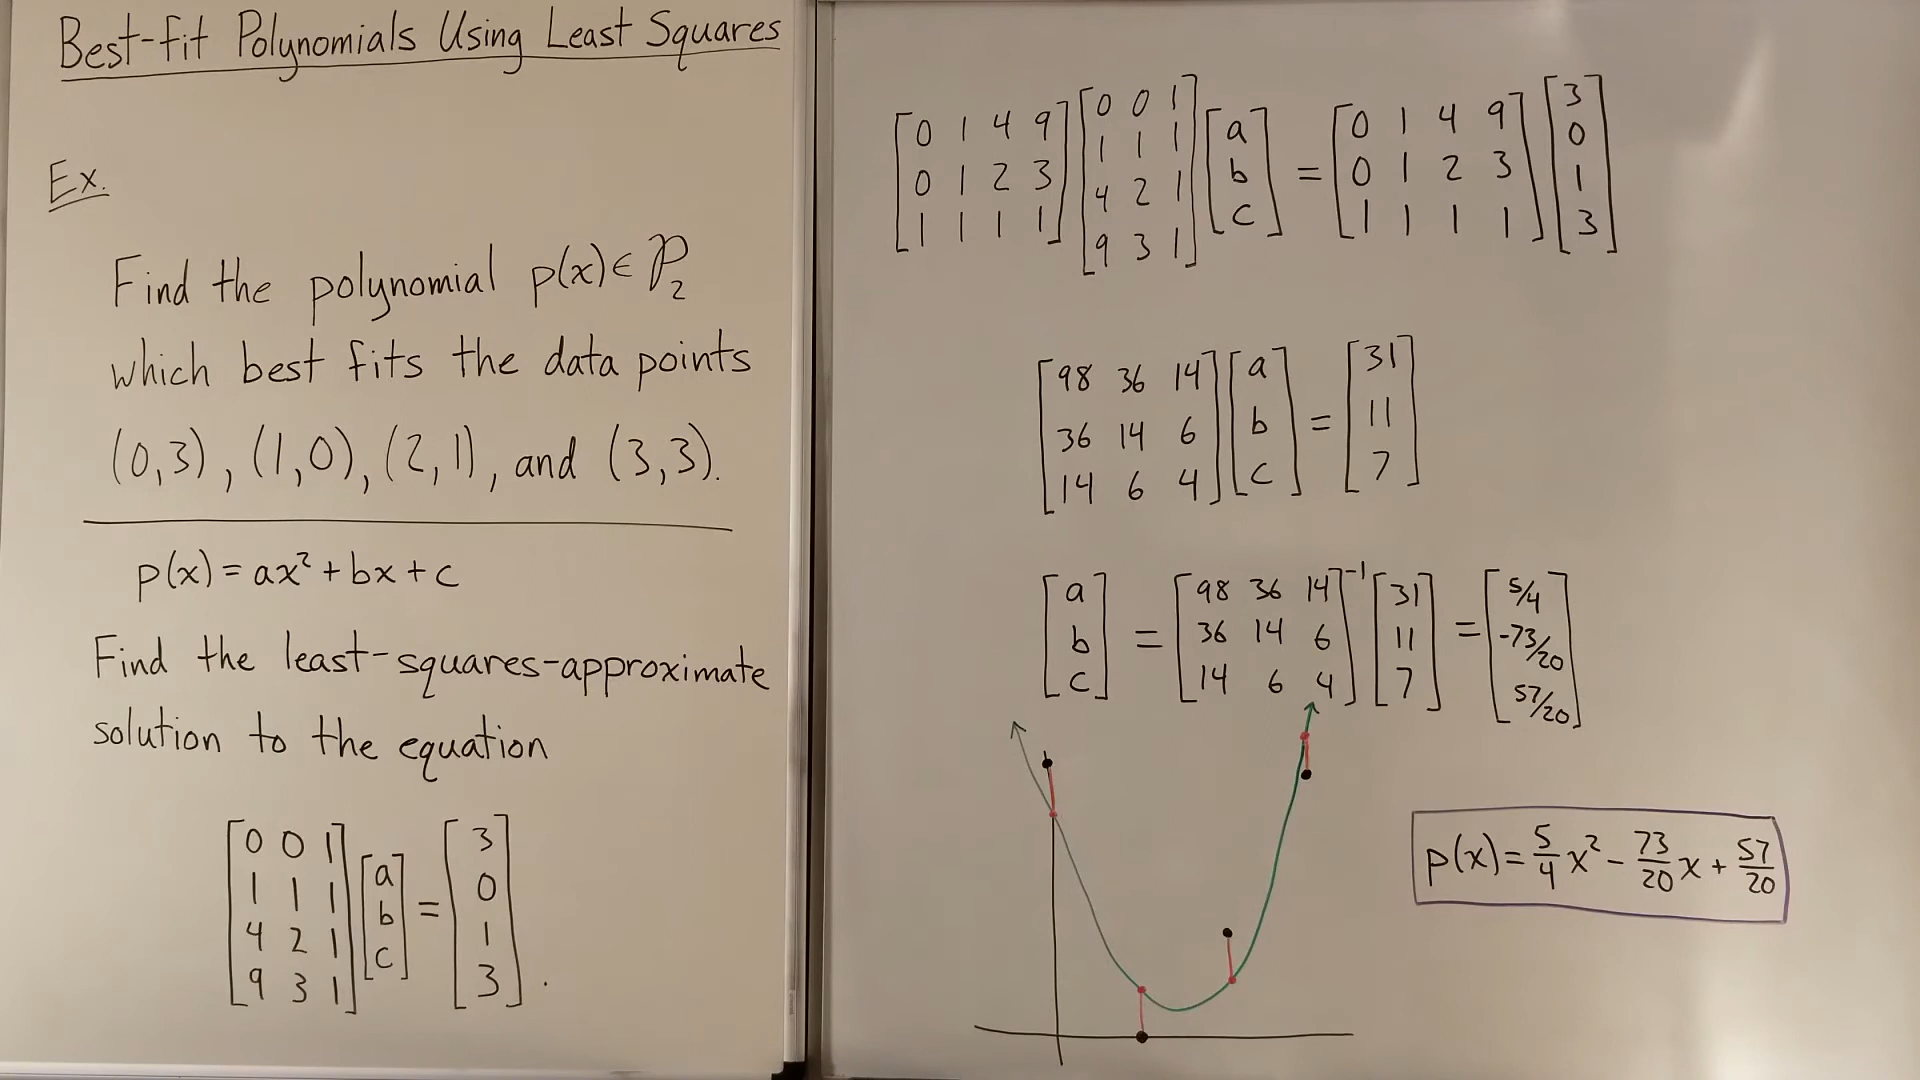 Best-fit Polynomials Using Least Squares
Ex.
Find the polynomial p(x) ∈ P₂
which best fits the data points
(0,3), (1,0), (2,1), and (3,3).
p(x) = ax² + bx + c
Find the least-squares-approximate
solution to the equation
[0 0 1; 1 1 1; 4 2 1; 9 3 1] [a; b; c] = [3; 0; 1; 3].
[0 1 4 9; 0 1 2 3; 1 1 1 1] [0 0 1; 1 1 1; 4 2 1; 9 3 1] [a; b; c] = [0 1 4 9; 0 1 2 3; 1 1 1 1] [3; 0; 1; 3]
[98 36 14; 36 14 6; 14 6 4] [a; b; c] = [31; 11; 7]
[a; b; c] = [98 36 14; 36 14 6; 14 6 4]⁻¹ [31; 11; 7] = [5/4; -73/20; 57/20]
p(x) = 5/4 x² - 73/20 x + 57/20